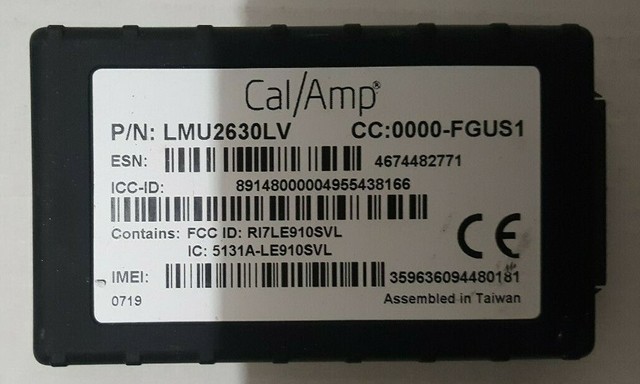 Cal/Amp®
P/N: LMU2630LV CC:0000-FGUS1
ESN: 4674482771
ICC-ID: 89148000004955438166
Contains: FCC ID: RI7LE910SVL
IC: 5131A-LE910SVL
CE
IMEI: 359636094480181
0719 Assembled in Taiwan